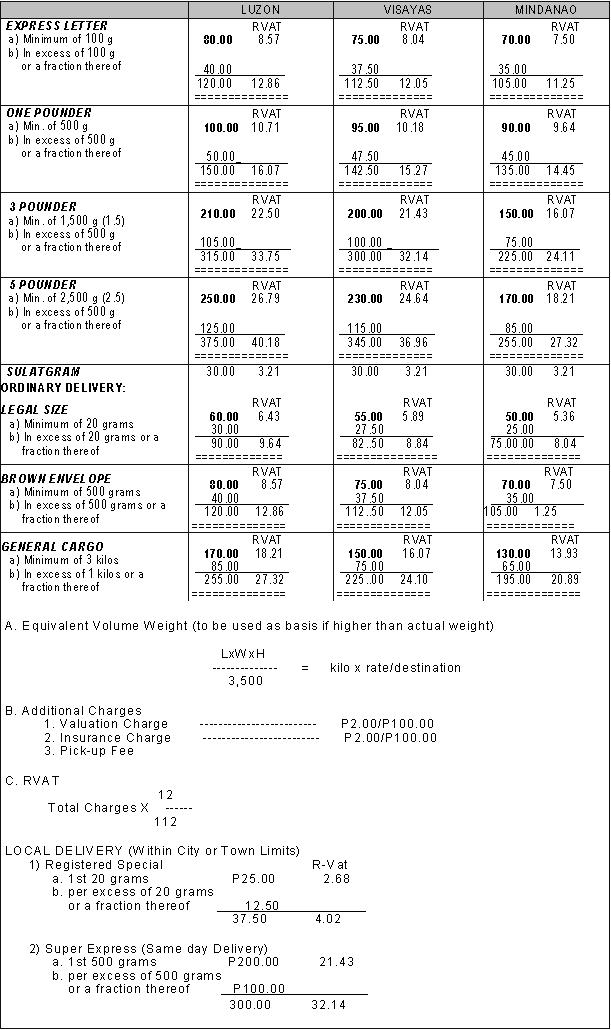 LUZON VISAYAS MINDANAO
EXPRESS LETTER RVAT RVAT RVAT
a) Minimum of 100 g 80.00 8.57 75.00 8.04 70.00 7.50
b) In excess of 100 g
or a fraction thereof 40.00 37.50 35.00
120.00 12.86 112.50 12.05 105.00 11.25
=============== =============== ===============
ONE POUNDER RVAT RVAT RVAT
a) Min. of 500 g 100.00 10.71 95.00 10.18 90.00 9.64
b) In excess of 500 g
or a fraction thereof 50.00 47.50 45.00
150.00 16.07 142.50 15.27 135.00 14.45
=============== =============== ===============
3 POUNDER RVAT RVAT RVAT
a) Min. of 1,500 g (1.5) 210.00 22.50 200.00 21.43 150.00 16.07
b) In excess of 500 g
or a fraction thereof 105.00 100.00 75.00
315.00 33.75 300.00 32.14 225.00 24.11
=============== =============== ===============
5 POUNDER RVAT RVAT RVAT
a) Min. of 2,500 g (2.5) 250.00 26.79 230.00 24.64 170.00 18.21
b) In excess of 500 g
or a fraction thereof 125.00 115.00 85.00
375.00 40.18 345.00 36.96 255.00 27.32
=============== =============== ===============
SULATGRAM 30.00 3.21 30.00 3.21 30.00 3.21
ORDINARY DELIVERY:
LEGAL SIZE RVAT RVAT RVAT
a) Minimum of 20 grams 60.00 6.43 55.00 5.89 50.00 5.36
b) In excess of 20 grams or a 30.00 27.50 25.00
fraction thereof 90.00 9.64 82.50 8.84 75.00.00 8.04
=============== =============== ===============
BROWN ENVELOPE RVAT RVAT RVAT
a) Minimum of 500 grams 80.00 8.57 75.00 8.04 70.00 7.50
b) In excess of 500 grams or a 40.00 37.50 35.00
fraction thereof 120.00 12.86 112.50 12.05 105.00 1.25
=============== =============== ===============
GENERAL CARGO RVAT RVAT RVAT
a) Minimum of 3 kilos 170.00 18.21 150.00 16.07 130.00 13.93
b) In excess of 1 kilos or a 85.00 75.00 65.00
fraction thereof 255.00 27.32 225.00 24.10 195.00 20.89
=============== =============== ===============
A. Equivalent Volume Weight (to be used as basis if higher than actual weight)
LxWxH
-------------- = kilo x rate/destination
3,500
B. Additional Charges
1. Valuation Charge ------------------------- P2.00/P100.00
2. Insurance Charge ------------------------- P2.00/P100.00
3. Pick-up Fee
C. RVAT
12
Total Charges X ------
112
LOCAL DELIVERY (Within City or Town Limits)
1) Registered Special R-Vat
a. 1st 20 grams P25.00 2.68
b. per excess of 20 grams
or a fraction thereof 12.50
37.50 4.02
2) Super Express (Same day Delivery)
a. 1st 500 grams P200.00 21.43
b. per excess of 500 grams
or a fraction thereof P100.00
300.00 32.14